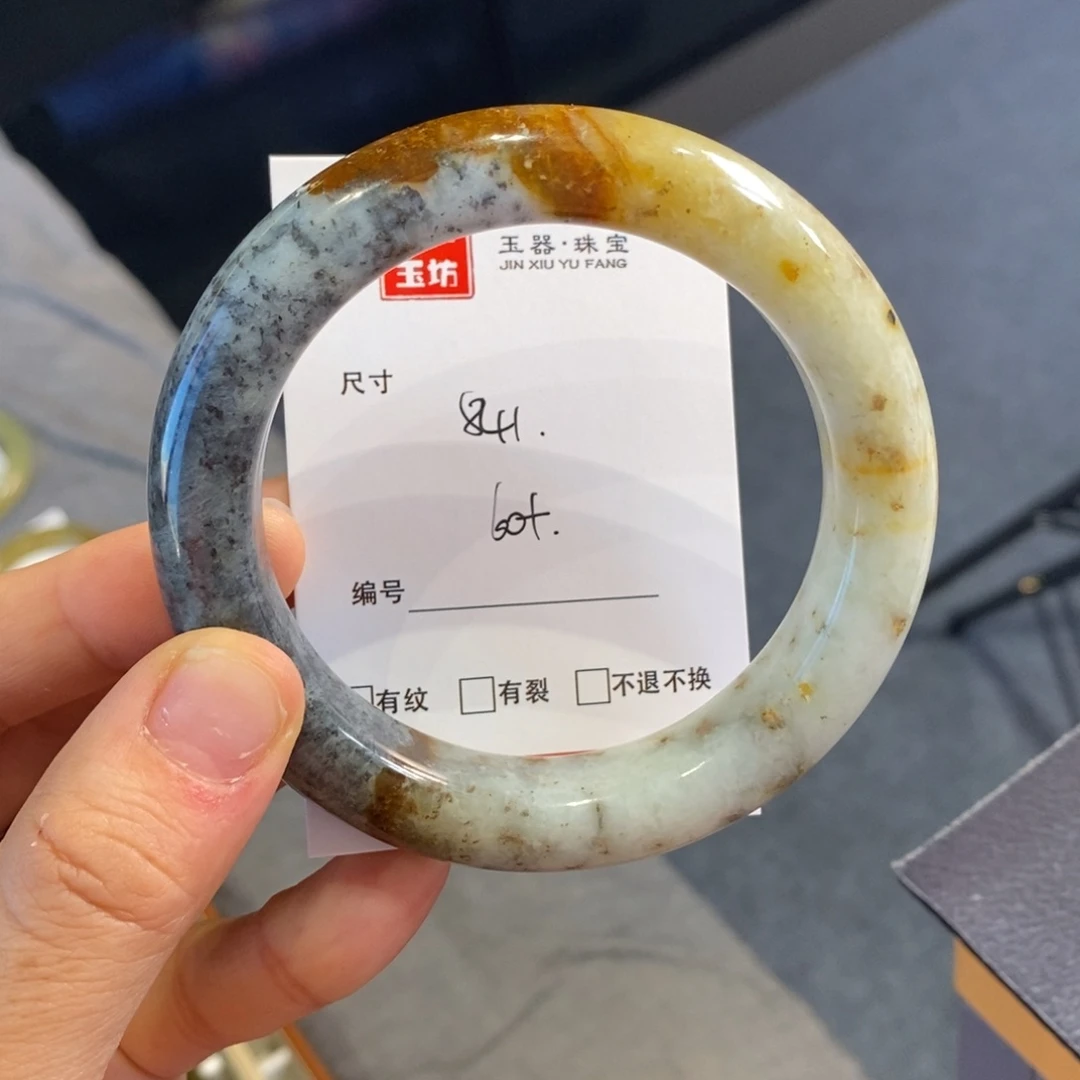 玉器·珠宝
玉坊 JIN XIU YU FANG
尺寸
60+.
编号
有纹 有裂 不退不换